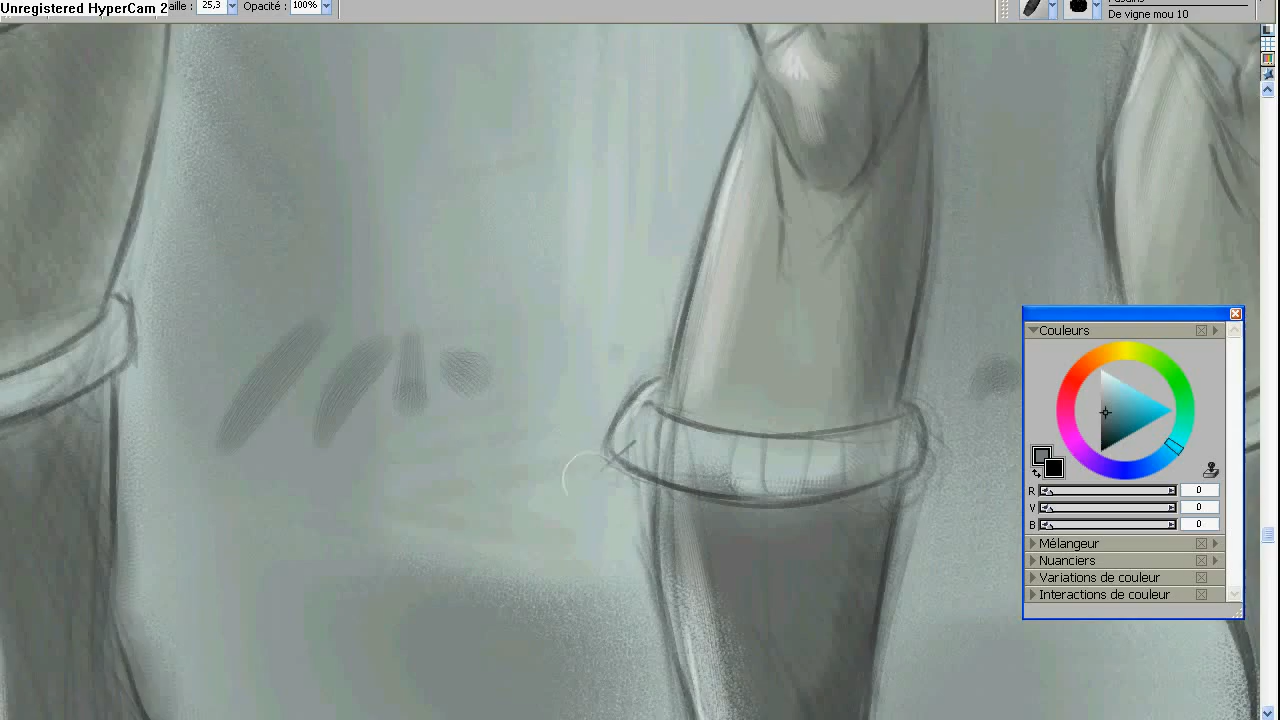 Unregistered HyperCam 2
aille : 25,3 Opacité : 100%
De vigne mou 10
Couleurs
R 0
V 0
B 0
Mélangeur
Nuanciers
Variations de couleur
Interactions de couleur